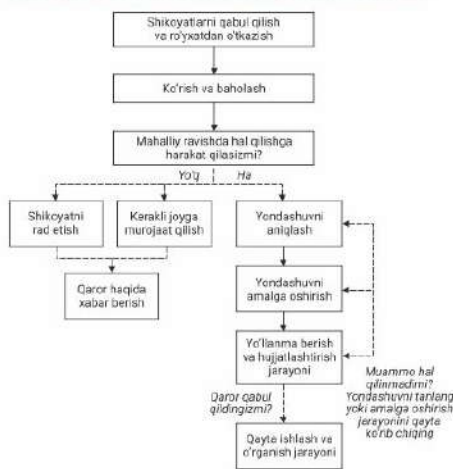 Shikoyatlarni qabul qilish
va ro'yxatdan o'tkazish
Ko'rish va baholash
Mahalliy ravishda hal qilishga
harakat qilasizmi?
Yo'q
Ha
Shikoyatni
rad etish
Kerakli joyga
murojaat qilish
Yondashuvni
aniqlash
Qaror haqida
xabar berish
Yondashuvni
amalga oshirish
Yo'llanma berish
va hujjatlashtirish
jarayoni
Qaror qabul
qildingizmi?
Muammo hal
qilinmadimi?
Yondashuvni tanlang
yoki amalga oshirish
jarayonini qayta
ko'rib chiqing
Qayta ishlash va
o'rganish jarayoni